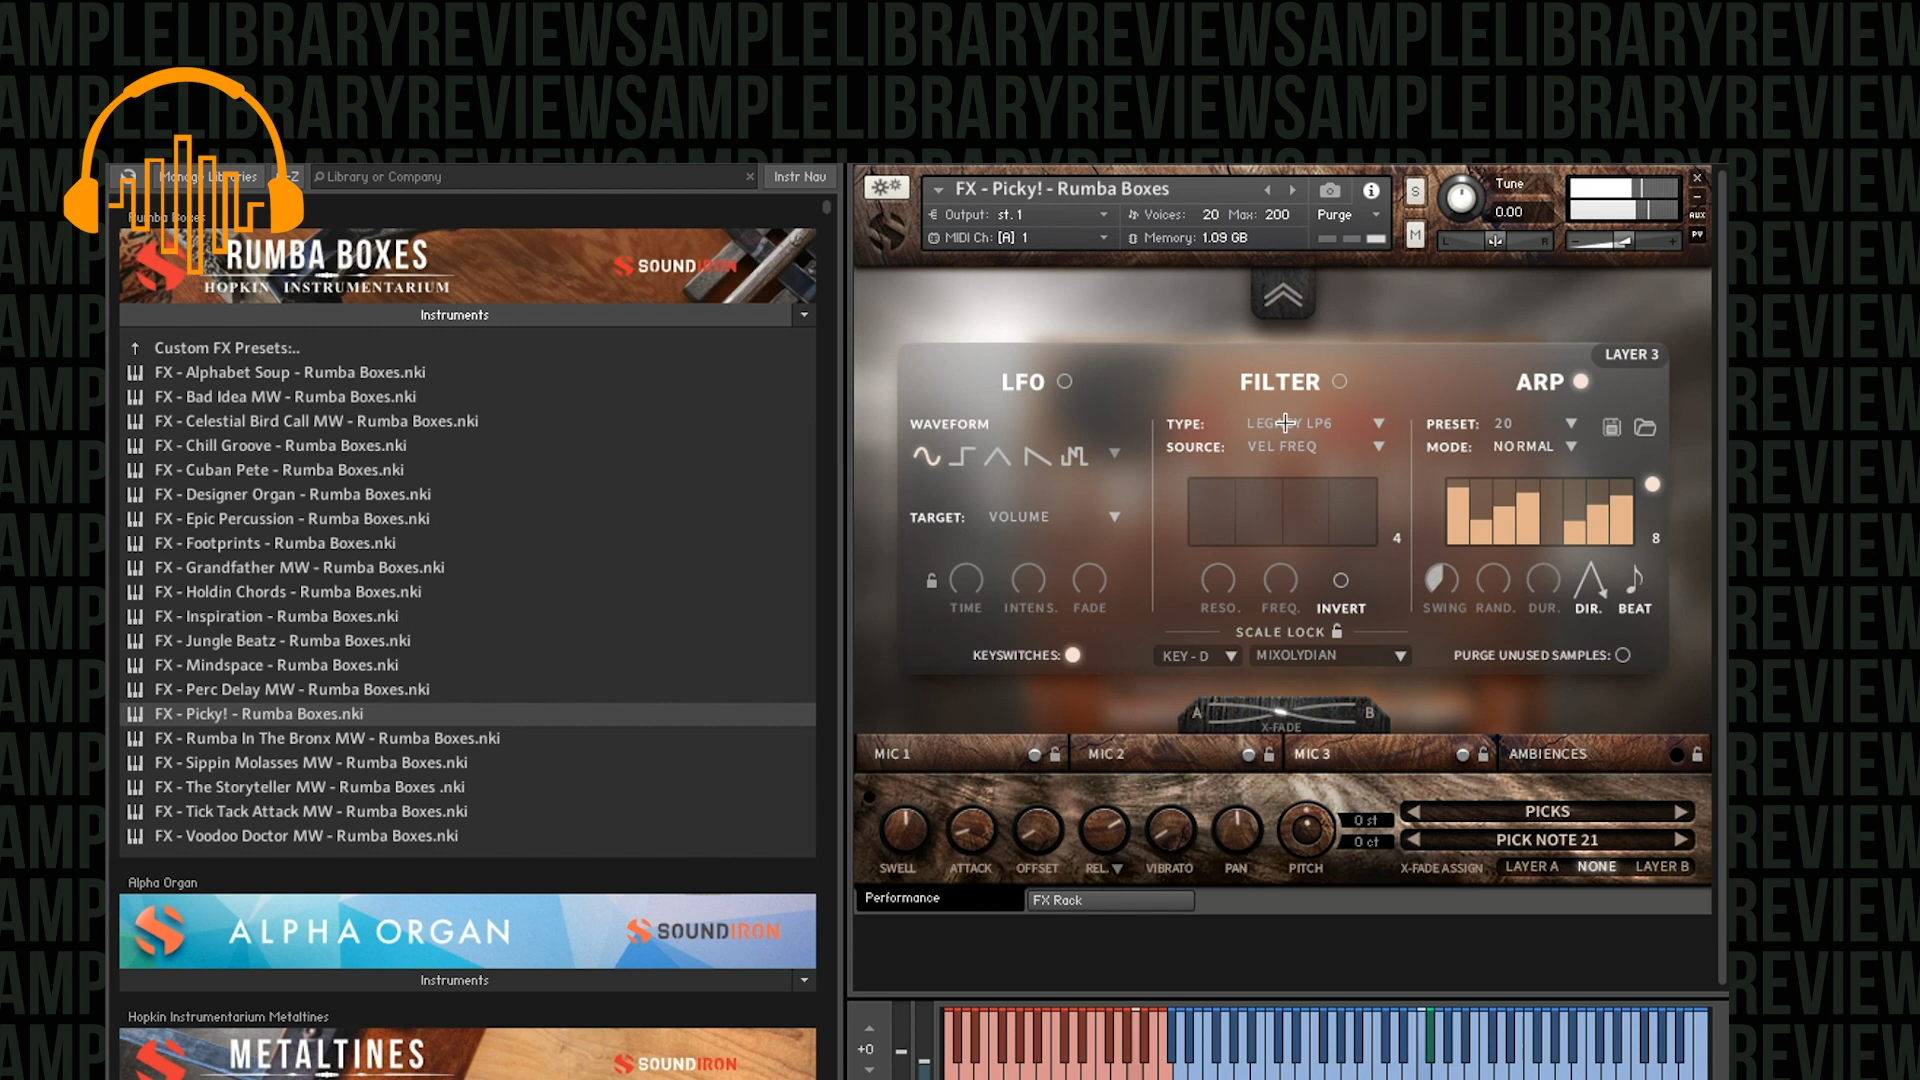 AMPLELIBRARYREVIEWSAMPLELIBRARYREVIEWSAMPLELIBRARYREVIEW
AMPLELIBRARYREVIEWSAMPLELIBRARYREVIEWSAMPLELIBRARYREVIEW
Manage Libraries
Library or Company
Instr Nav
Rumba Boxes
RUMBA BOXES
HOPKIN INSTRUMENTARIUM
SOUNDIRON
Instruments
Custom FX Presets:..
FX - Alphabet Soup - Rumba Boxes.nki
FX - Bad Idea MW - Rumba Boxes.nki
FX - Celestial Bird Call MW - Rumba Boxes.nki
FX - Chill Groove - Rumba Boxes.nki
FX - Cuban Pete - Rumba Boxes.nki
FX - Designer Organ - Rumba Boxes.nki
FX - Epic Percussion - Rumba Boxes.nki
FX - Footprints - Rumba Boxes.nki
FX - Grandfather MW - Rumba Boxes.nki
FX - Holdin Chords - Rumba Boxes.nki
FX - Inspiration - Rumba Boxes.nki
FX - Jungle Beatz - Rumba Boxes.nki
FX - Mindspace - Rumba Boxes.nki
FX - Perc Delay MW - Rumba Boxes.nki
FX - Picky! - Rumba Boxes.nki
FX - Rumba In The Bronx MW - Rumba Boxes.nki
FX - Sippin Molasses MW - Rumba Boxes.nki
FX - The Storyteller MW - Rumba Boxes .nki
FX - Tick Tack Attack MW - Rumba Boxes.nki
FX - Voodoo Doctor MW - Rumba Boxes.nki
Alpha Organ
ALPHA ORGAN
SOUNDIRON
Instruments
Hopkin Instrumentarium Metaltines
METALTINES
SOUNDIRON
FX - Picky! - Rumba Boxes
Output: st. 1
Voices: 20 Max: 200
Purge
MIDI Ch: [A] 1
Memory: 1.09 GB
S
M
Tune
0.00
L R
AUX
PV
LAYER 3
LFO
FILTER
ARP
WAVEFORM
TYPE: LEGACY LP6
SOURCE: VEL FREQ
PRESET: 20
MODE: NORMAL
TARGET: VOLUME
4
8
TIME INTENS. FADE
RESO. FREQ. INVERT
SWING RAND. DUR. DIR. BEAT
SCALE LOCK
KEYSWITCHES:
KEY - D
MIXOLYDIAN
PURGE UNUSED SAMPLES:
A B
X-FADE
MIC 1
MIC 2
MIC 3
AMBIENCES
SWELL ATTACK OFFSET REL. VIBRATO PAN PITCH
0 st
0 ct
PICKS
PICK NOTE 21
X-FADE ASSIGN LAYER A NONE LAYER B
Performance
FX Rack
+0